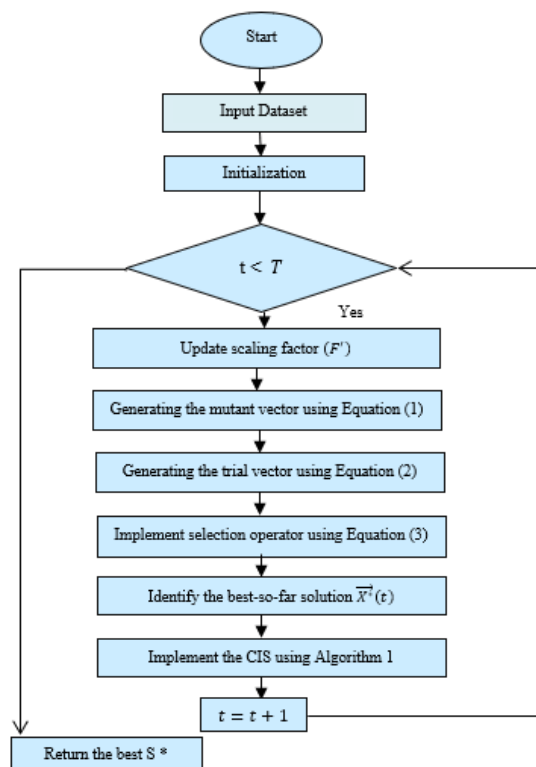 Start
Input Dataset
Initialization
t < T
Yes
Update scaling factor (F')
Generating the mutant vector using Equation (1)
Generating the trial vector using Equation (2)
Implement selection operator using Equation (3)
Identify the best-so-far solution (t)
Implement the CIS using Algorithm 1
t = t + 1
Return the best S *